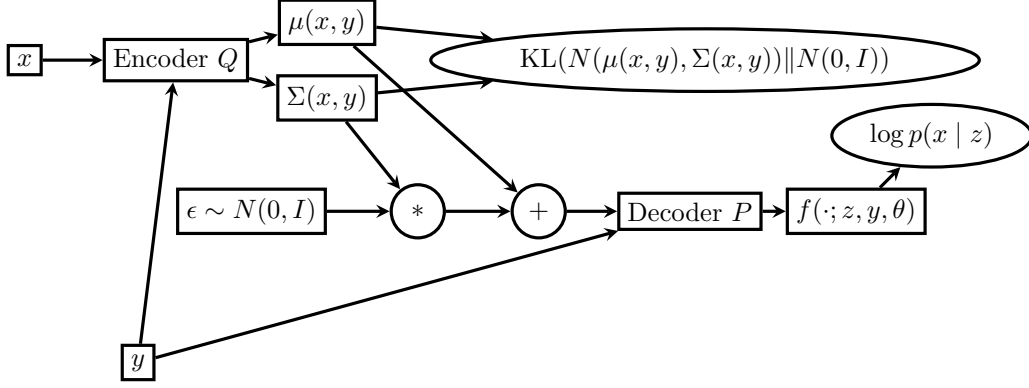 μ(x, y)
x
Encoder Q
KL(N(μ(x, y), Σ(x, y))‖N(0, I))
Σ(x, y)
log p(x | z)
ϵ ∼ N(0, I)
*
+
Decoder P
f(·; z, y, θ)
y